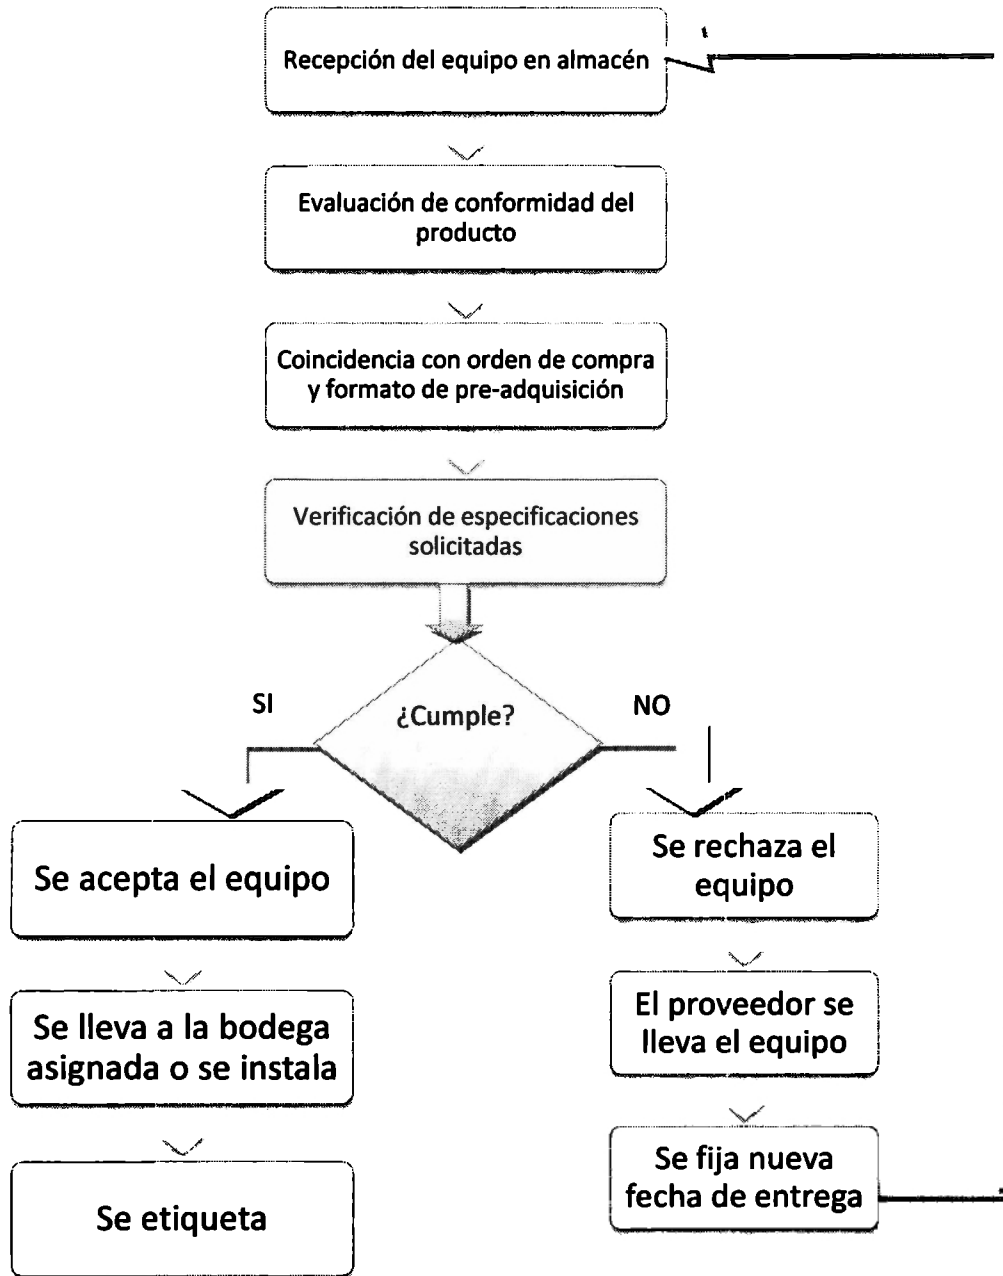 Recepción del equipo en almacén
Evaluación de conformidad del
producto
Coincidencia con orden de compra
y formato de pre-adquisición
Verificación de especificaciones
solicitadas
¿Cumple?
SI
NO
Se acepta el equipo
Se lleva a la bodega
asignada o se instala
Se etiqueta
Se rechaza el
equipo
El proveedor se
lleva el equipo
Se fija nueva
fecha de entrega